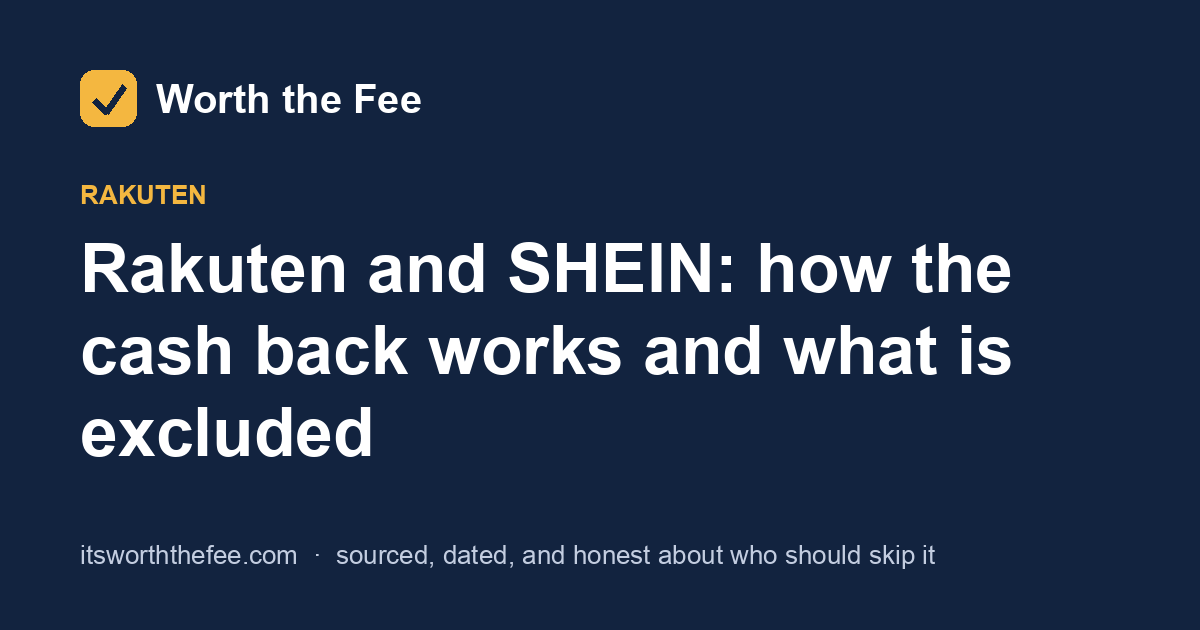 Worth the Fee
RAKUTEN
Rakuten and SHEIN: how the
cash back works and what is
excluded
itsworththefee.com · sourced, dated, and honest about who should skip it